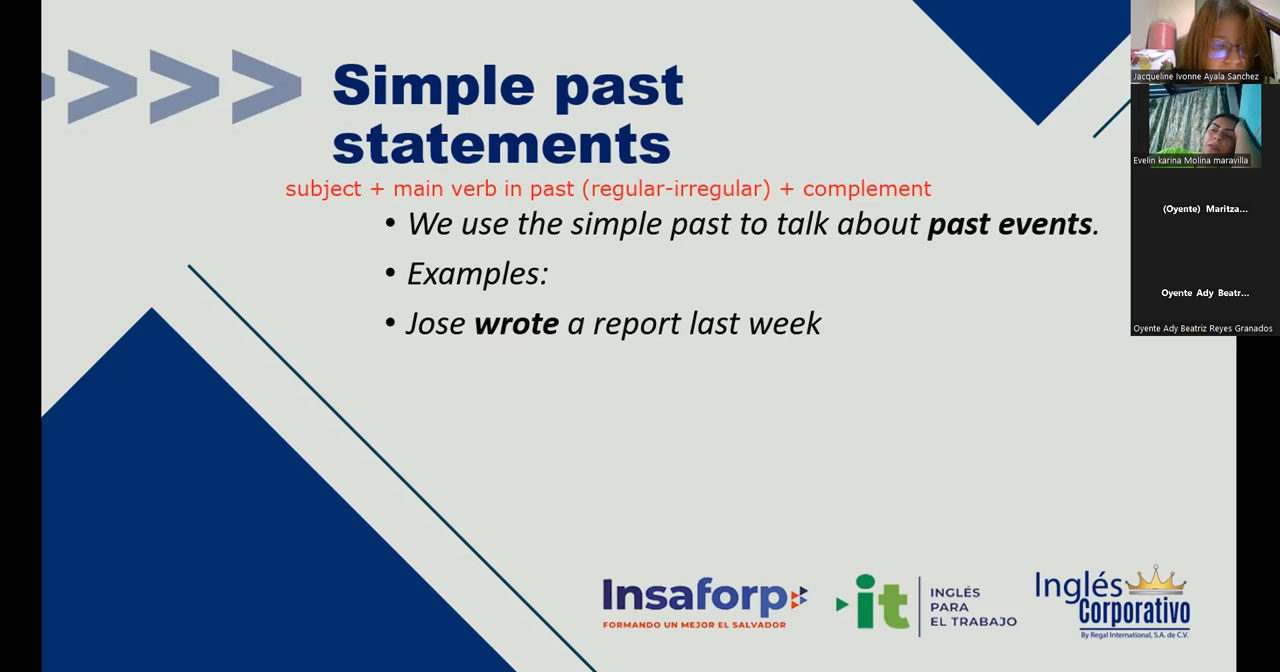 Simple past
statements
subject + main verb in past (regular-irregular) + complement
• We use the simple past to talk about past events.
• Examples:
• Jose wrote a report last week
Jacqueline Ivonne Ayala Sanchez
Evelin karina Molina maravilla
(Oyente) Maritza...
Oyente Ady Beatr...
Oyente Ady Beatriz Reyes Granados
Insaforp
FORMANDO UN MEJOR EL SALVADOR
it
INGLÉS
PARA
EL TRABAJO
Inglés
Corporativo
By Regal International, S.A. de C.V.